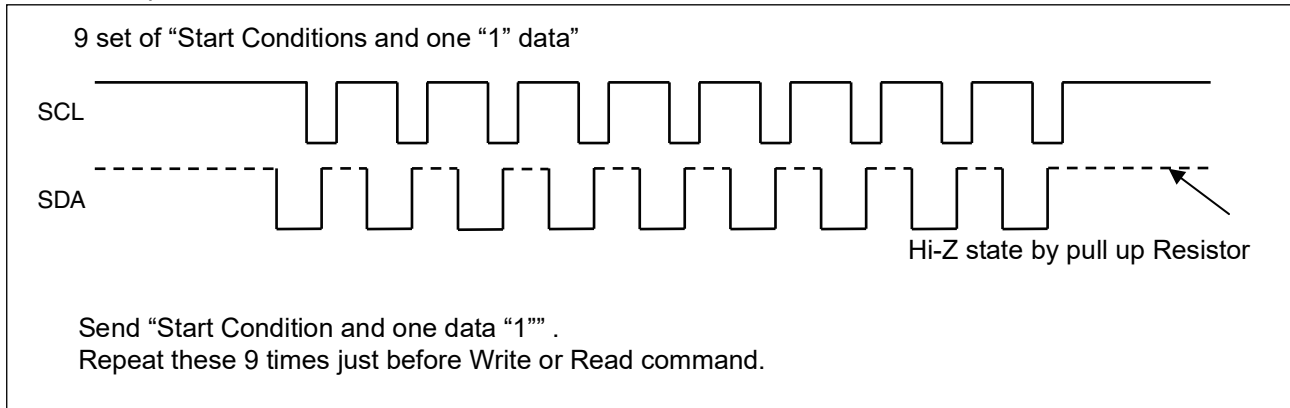 9 set of “Start Conditions and one “1” data”
SCL
SDA
Hi-Z state by pull up Resistor
Send “Start Condition and one data “1”” .
Repeat these 9 times just before Write or Read command.